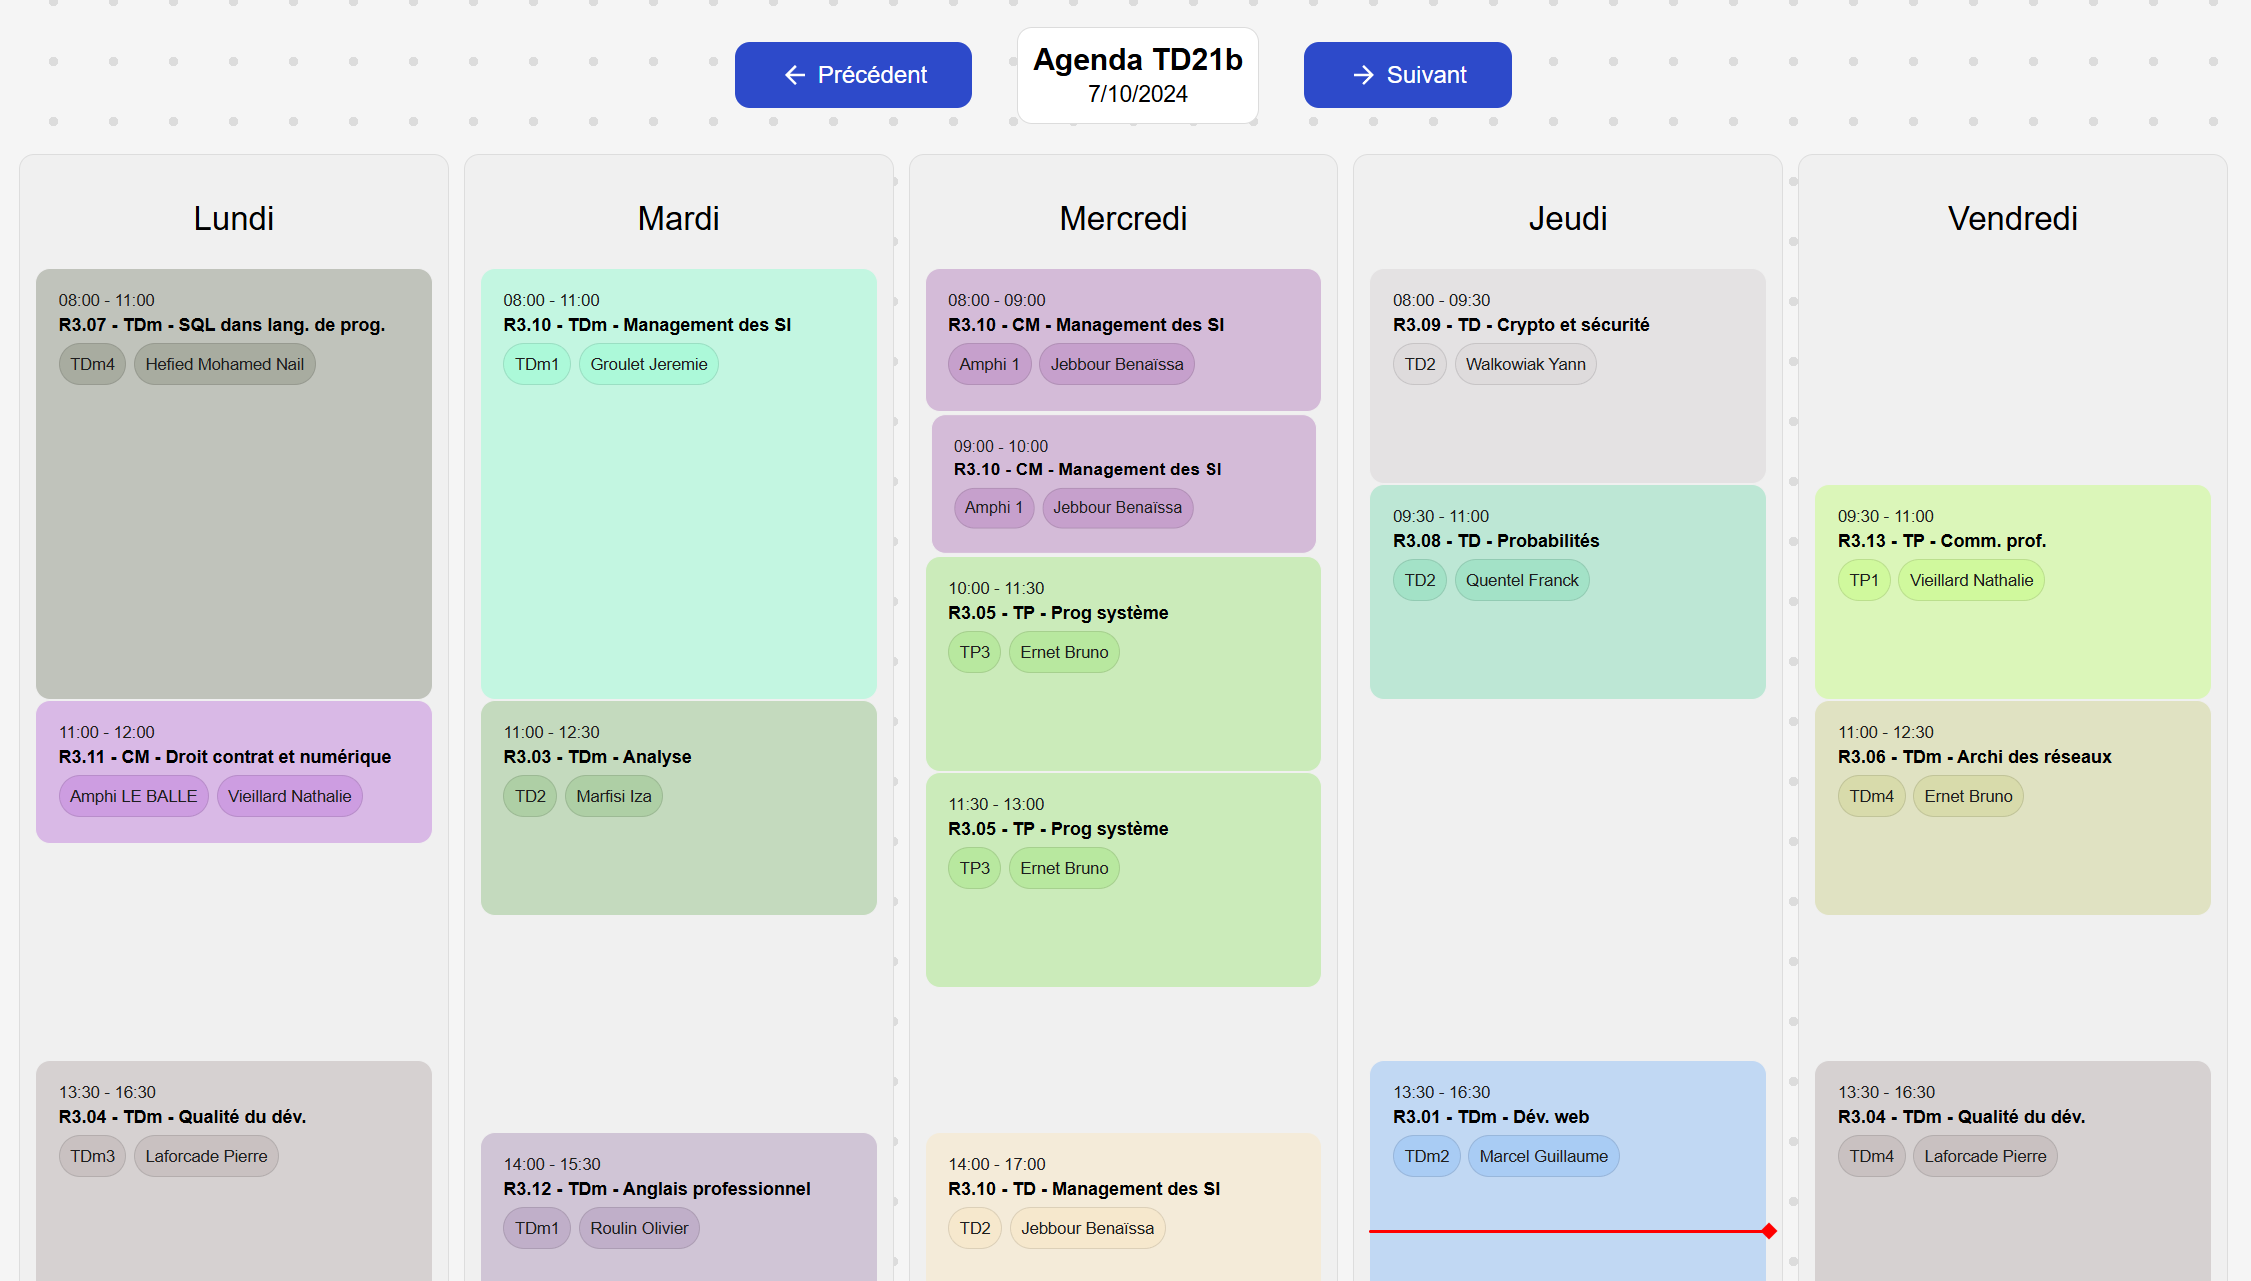 Précédent
Agenda TD21b
7/10/2024
Suivant
Lundi
08:00 - 11:00
R3.07 - TDm - SQL dans lang. de prog.
TDm4 Hefied Mohamed Nail
11:00 - 12:00
R3.11 - CM - Droit contrat et numérique
Amphi LE BALLE Vieillard Nathalie
13:30 - 16:30
R3.04 - TDm - Qualité du dév.
TDm3 Laforcade Pierre
Mardi
08:00 - 11:00
R3.10 - TDm - Management des SI
TDm1 Groulet Jeremie
11:00 - 12:30
R3.03 - TDm - Analyse
TD2 Marfisi Iza
14:00 - 15:30
R3.12 - TDm - Anglais professionnel
TDm1 Roulin Olivier
Mercredi
08:00 - 09:00
R3.10 - CM - Management des SI
Amphi 1 Jebbour Benaïssa
09:00 - 10:00
R3.10 - CM - Management des SI
Amphi 1 Jebbour Benaïssa
10:00 - 11:30
R3.05 - TP - Prog système
TP3 Ernet Bruno
11:30 - 13:00
R3.05 - TP - Prog système
TP3 Ernet Bruno
14:00 - 17:00
R3.10 - TD - Management des SI
TD2 Jebbour Benaïssa
Jeudi
08:00 - 09:30
R3.09 - TD - Crypto et sécurité
TD2 Walkowiak Yann
09:30 - 11:00
R3.08 - TD - Probabilités
TD2 Quentel Franck
13:30 - 16:30
R3.01 - TDm - Dév. web
TDm2 Marcel Guillaume
Vendredi
09:30 - 11:00
R3.13 - TP - Comm. prof.
TP1 Vieillard Nathalie
11:00 - 12:30
R3.06 - TDm - Archi des réseaux
TDm4 Ernet Bruno
13:30 - 16:30
R3.04 - TDm - Qualité du dév.
TDm4 Laforcade Pierre